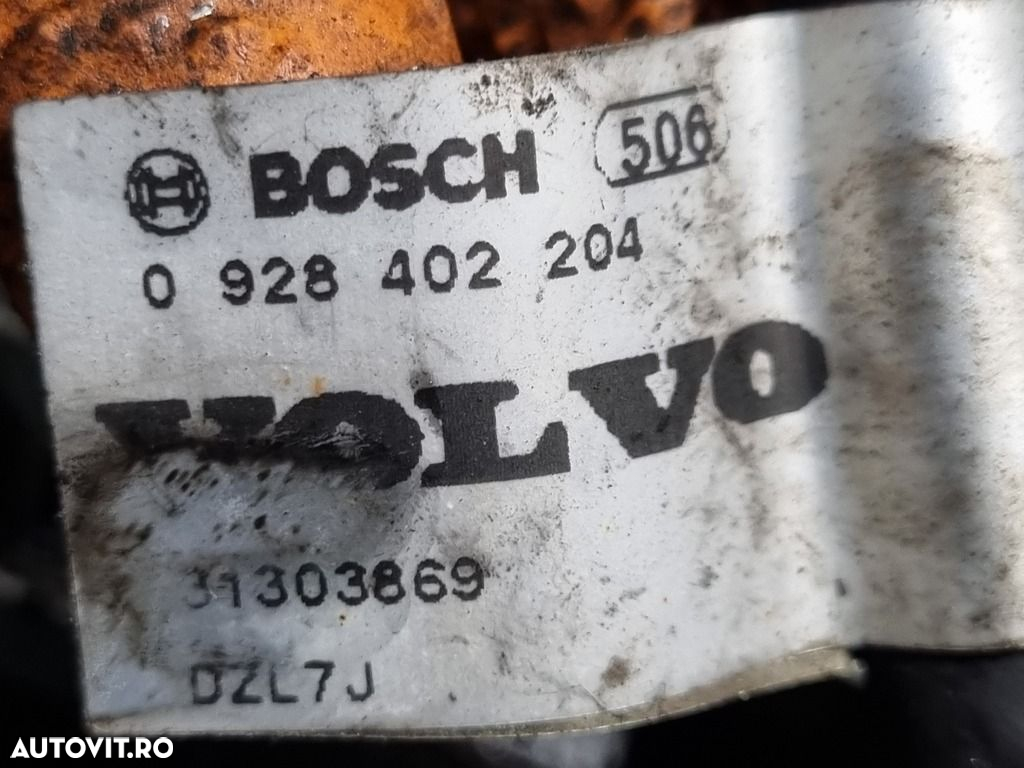 BOSCH 506
0 928 402 204
VOLVO
31303869
DZL7J
AUTOVIT.RO